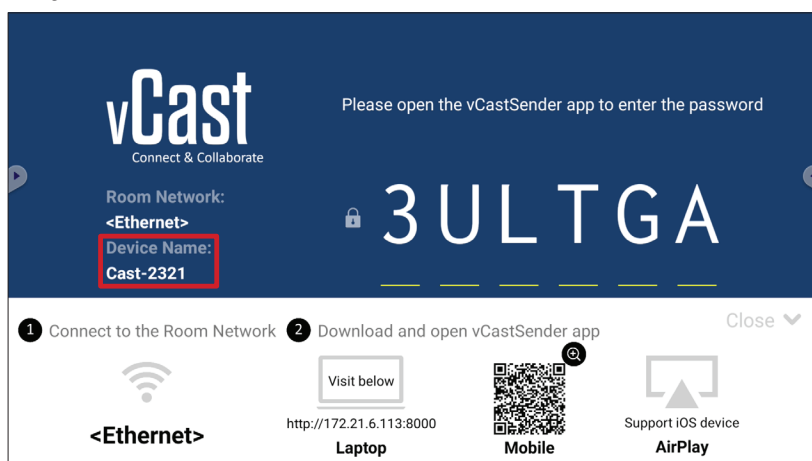 vCast
Connect & Collaborate
Please open the vCastSender app to enter the password
Room Network:
<Ethernet>
Device Name:
Cast-2321
3ULTGA
1 Connect to the Room Network
2 Download and open vCastSender app
Close
Visit below
http://172.21.6.113:8000
Laptop
Mobile
Support iOS device
AirPlay
<Ethernet>